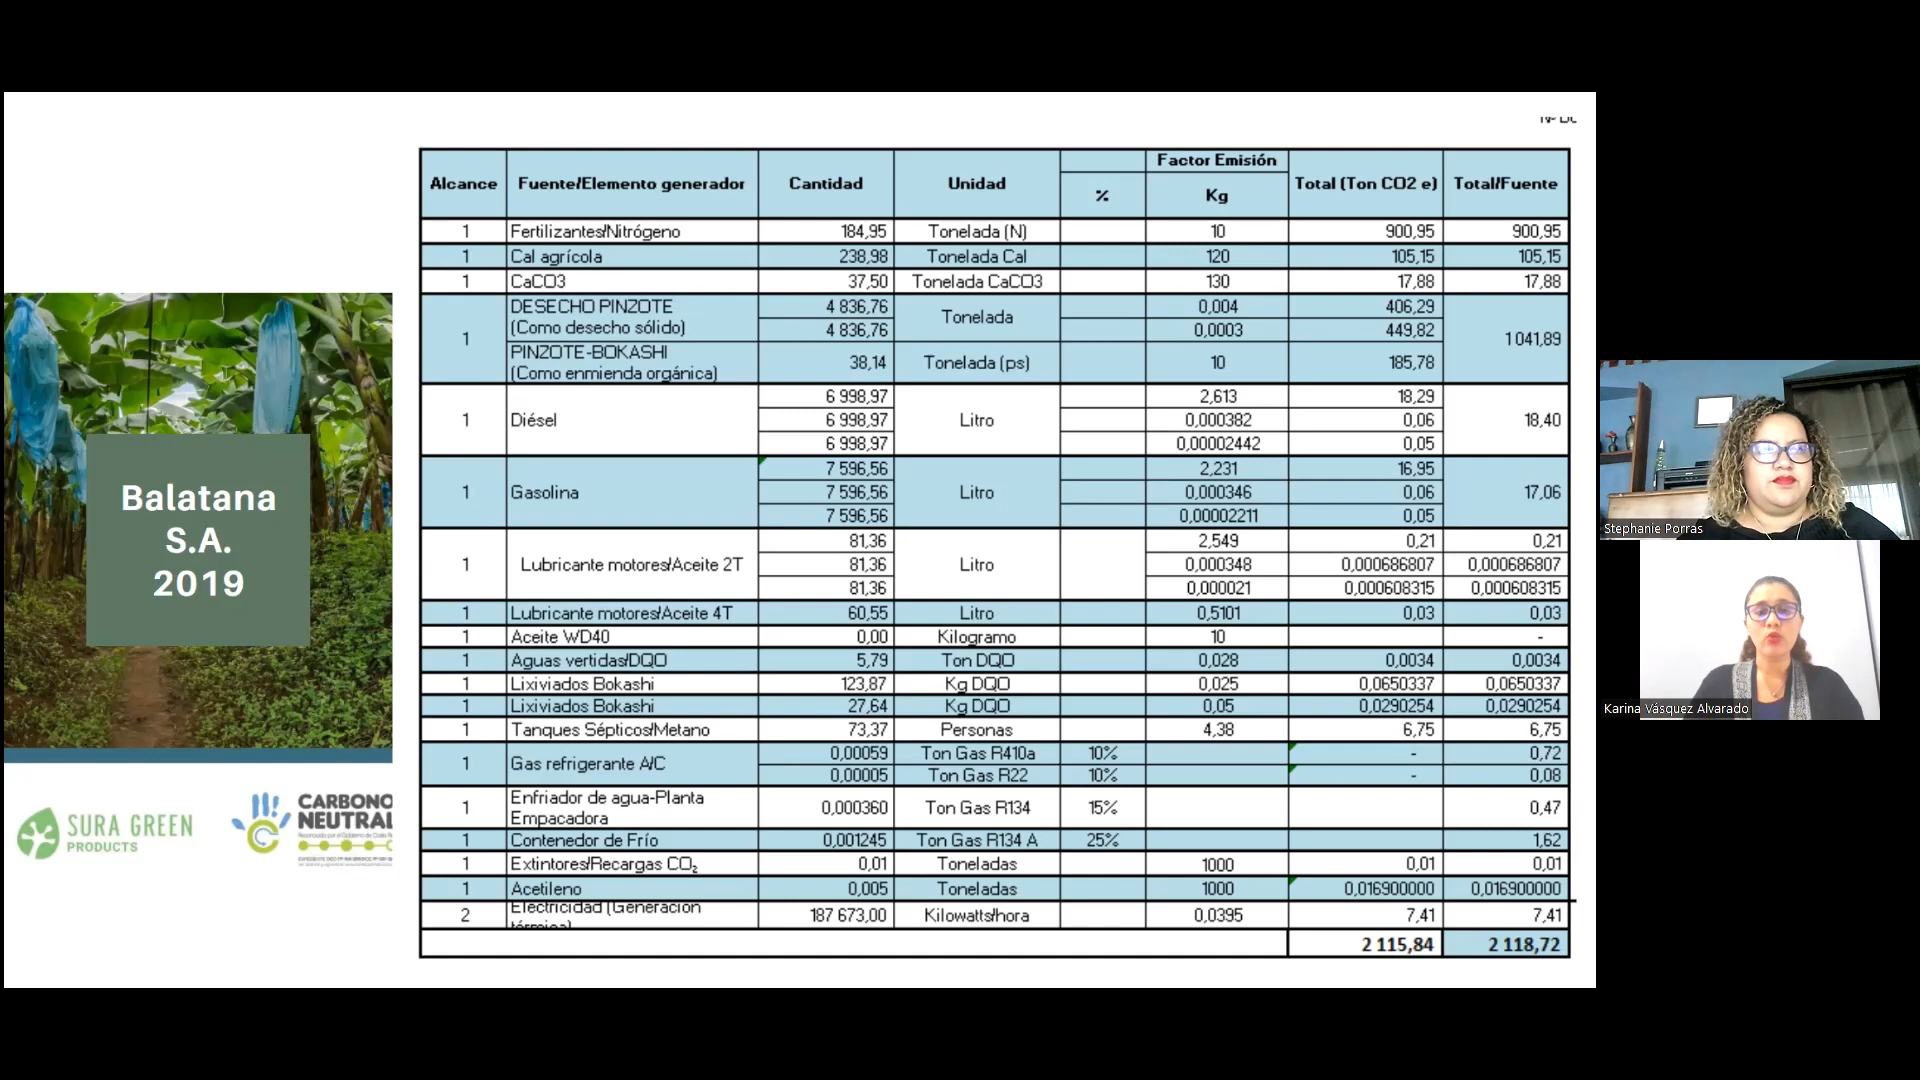 Alcance Fuente/Elemento generador Cantidad Unidad % Factor Emisión Kg Total (Ton CO2 e) Total/Fuente
1 Fertilizantes/Nitrógeno 184,95 Tonelada (N) 10 900,95 900,95
1 Cal agrícola 238,98 Tonelada Cal 120 105,15 105,15
1 CaCO3 37,50 Tonelada CaCO3 130 17,88 17,88
1 DESECHO PINZOTE 4 836,76 Tonelada 0,004 406,29 1 041,89
(Como desecho sólido) 4 836,76 0,0003 449,82
PINZOTE-BOKASHI
(Como enmienda orgánica) 38,14 Tonelada (ps) 10 185,78
1 Diésel 6 998,97 Litro 2,613 18,29 18,40
6 998,97 0,000382 0,06
6 998,97 0,00002442 0,05
1 Gasolina 7 596,56 Litro 2,231 16,95 17,06
7 596,56 0,000346 0,06
7 596,56 0,00002211 0,05
1 Lubricante motores/Aceite 2T 81,36 Litro 2,549 0,21 0,21
81,36 0,000348 0,000686807 0,000686807
81,36 0,000021 0,000608315 0,000608315
1 Lubricante motores/Aceite 4T 60,55 Litro 0,5101 0,03 0,03
1 Aceite WD40 0,00 Kilogramo 10 -
1 Aguas vertidas/DQO 5,79 Ton DQO 0,028 0,0034 0,0034
1 Lixiviados Bokashi 123,87 Kg DQO 0,025 0,0650337 0,0650337
1 Lixiviados Bokashi 27,64 Kg DQO 0,05 0,0290254 0,0290254
1 Tanques Sépticos/Metano 73,37 Personas 4,38 6,75 6,75
1 Gas refrigerante A/C 0,00059 Ton Gas R410a 10% - 0,72
0,00005 Ton Gas R22 10% - 0,08
1 Enfriador de agua-Planta
Empacadora 0,000360 Ton Gas R134 15% 0,47
1 Contenedor de Frío 0,001245 Ton Gas R134 A 25% 1,62
1 Extintores/Recargas CO₂ 0,01 Toneladas 1000 0,01 0,01
1 Acetileno 0,005 Toneladas 1000 0,016900000 0,016900000
2 Electricidad (Generación térmica) 187 673,00 Kilowatts/hora 0,0395 7,41 7,41
2 115,84 2 118,72
Balatana
S.A.
2019
SURA GREEN
PRODUCTS
CARBONO
NEUTRAL
Stephanie Porras
Karina Vásquez Alvarado